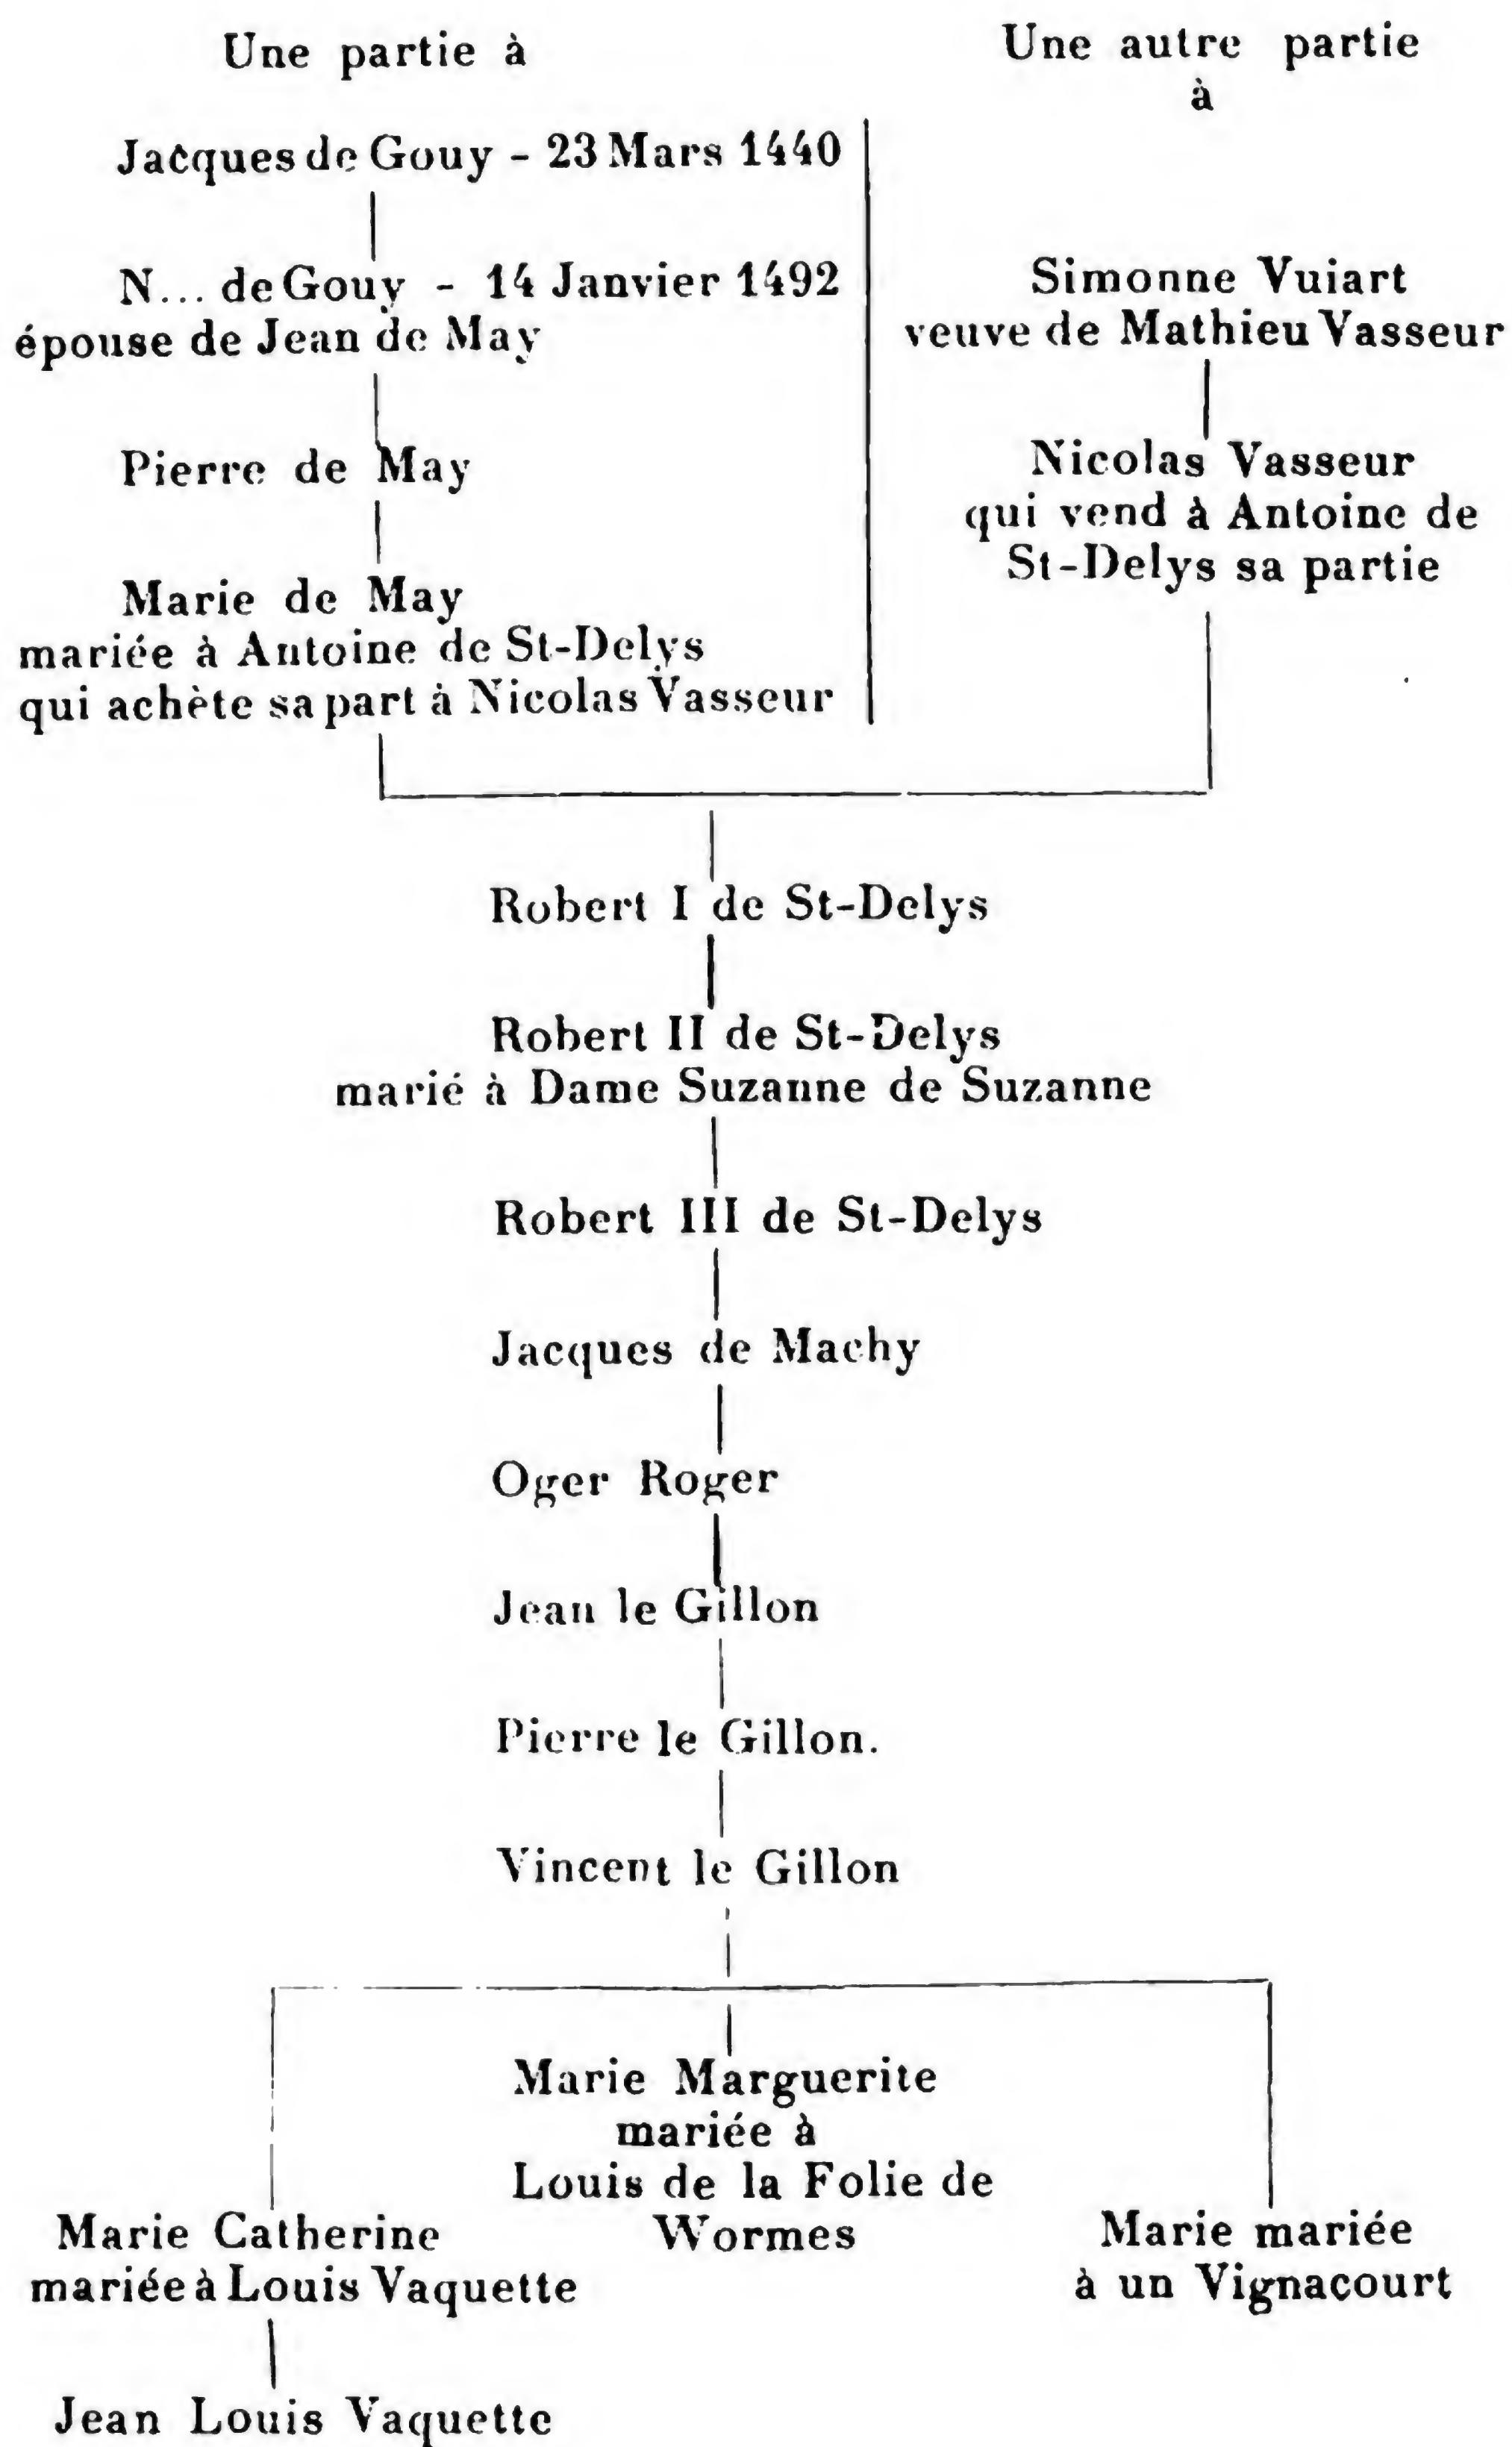 Une partie à
Jacques de Gouy - 23 Mars 1440
N... de Gouy - 14 Janvier 1492
épouse de Jean de May
Pierre de May
Marie de May
mariée à Antoine de St-Delys
qui achète sa part à Nicolas Vasseur
Une autre partie
à
Simonne Vuiart
veuve de Mathieu Vasseur
Nicolas Vasseur
qui vend à Antoine de
St-Delys sa partie
Robert I de St-Delys
Robert II de St-Delys
marié à Dame Suzanne de Suzanne
Robert III de St-Delys
Jacques de Machy
Oger Roger
Jean le Gillon
Pierre le Gillon.
Vincent le Gillon
Marie Catherine
mariée à Louis Vaquette
Jean Louis Vaquette
Marie Marguerite
mariée à
Louis de la Folie de
Wormes
Marie mariée
à un Vignacourt